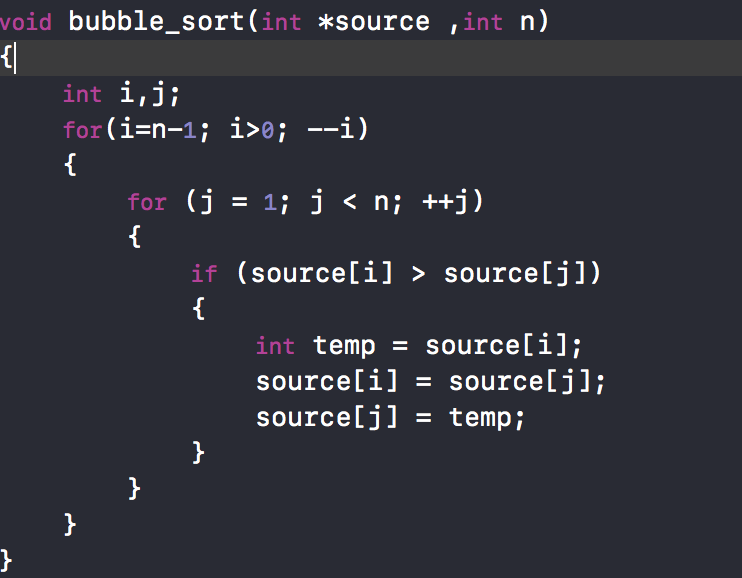 void bubble_sort(int *source ,int n)
{
    int i,j;
    for(i=n-1; i>0; --i)
    {
        for (j = 1; j < n; ++j)
        {
            if (source[i] > source[j])
            {
                int temp = source[i];
                source[i] = source[j];
                source[j] = temp;
            }
        }
    }
}